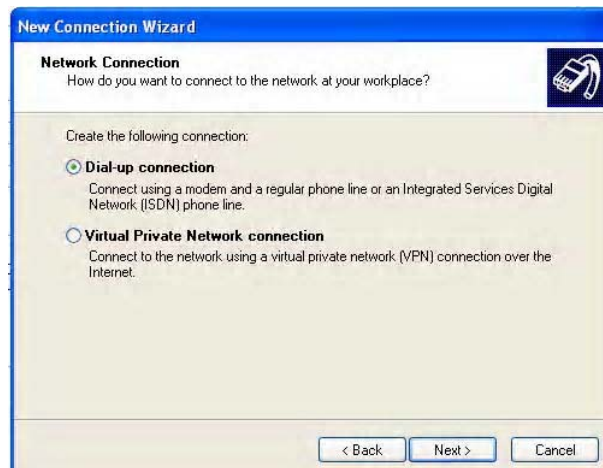 New Connection Wizard
Network Connection
How do you want to connect to the network at your workplace?
Create the following connection:
Dial-up connection
Connect using a modem and a regular phone line or an Integrated Services Digital
Network (ISDN) phone line.
Virtual Private Network connection
Connect to the network using a virtual private network (VPN) connection over the
Internet.
< Back
Next >
Cancel